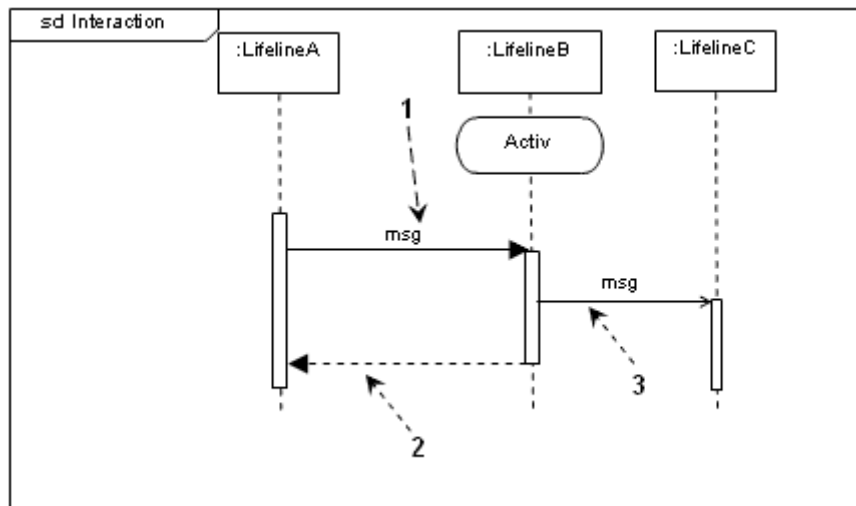 sd Interaction
:LifelineA
:LifelineB
:LifelineC
1
Activ
msg
msg
3
2